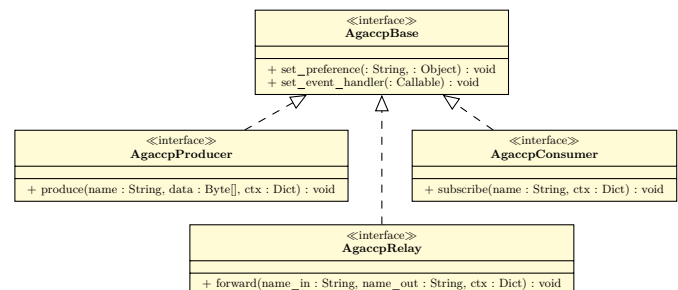 ≪interface≫
AgaccpBase
+ set_preference(: String, : Object) : void
+ set_event_handler(: Callable) : void
≪interface≫
AgaccpProducer
+ produce(name : String, data : Byte[], ctx : Dict) : void
≪interface≫
AgaccpConsumer
+ subscribe(name : String, ctx : Dict) : void
≪interface≫
AgaccpRelay
+ forward(name_in : String, name_out : String, ctx : Dict) : void